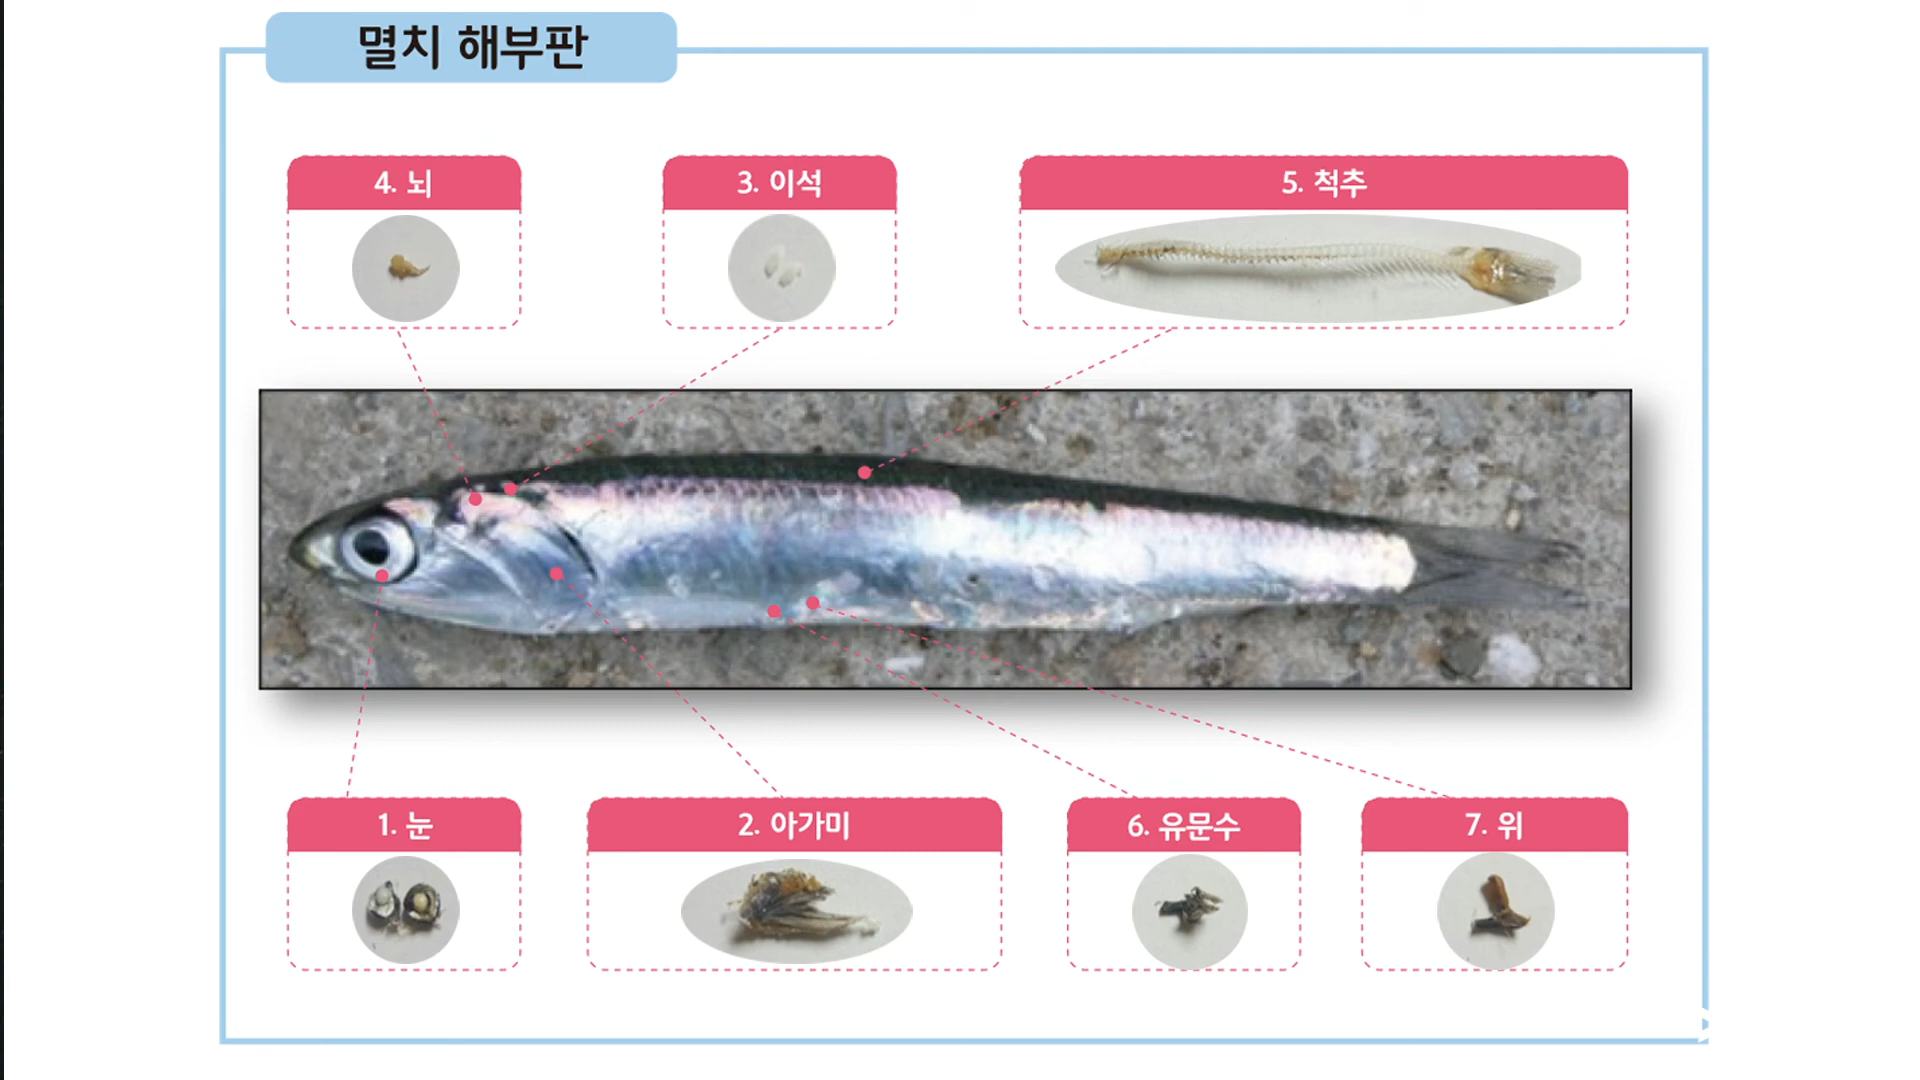 멸치 해부판
4. 뇌
3. 이석
5. 척추
1. 눈
2. 아가미
6. 유문수
7. 위